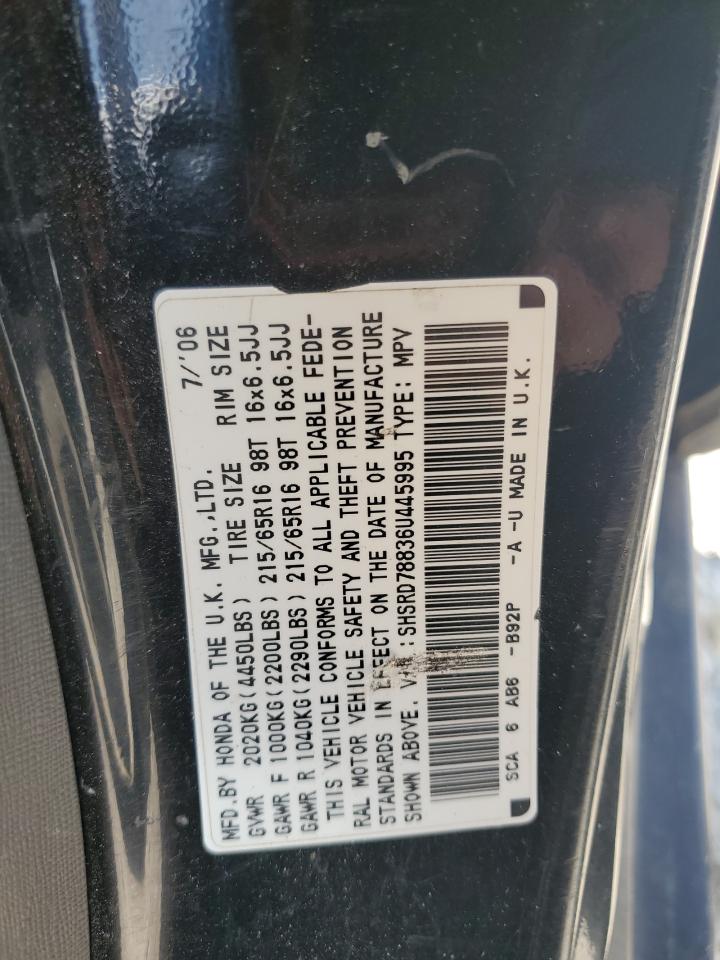 MFD.BY HONDA OF THE U.K. MFG.,LTD. 7/'06
GVWR 2020KG(4450LBS) TIRE SIZE RIM SIZE
GAWR F 1000KG(2200LBS) 215/65R16 98T 16x6.5JJ
GAWR R 1040KG(2290LBS) 215/65R16 98T 16x6.5JJ
THIS VEHICLE CONFORMS TO ALL APPLICABLE FEDE-
RAL MOTOR VEHICLE SAFETY AND THEFT PREVENTION
STANDARDS IN EFFECT ON THE DATE OF MANUFACTURE
SHOWN ABOVE. :SHSRD78836U445995 TYPE: MPV
SCA 6 AB6 -B92P -A -U MADE IN U.K.